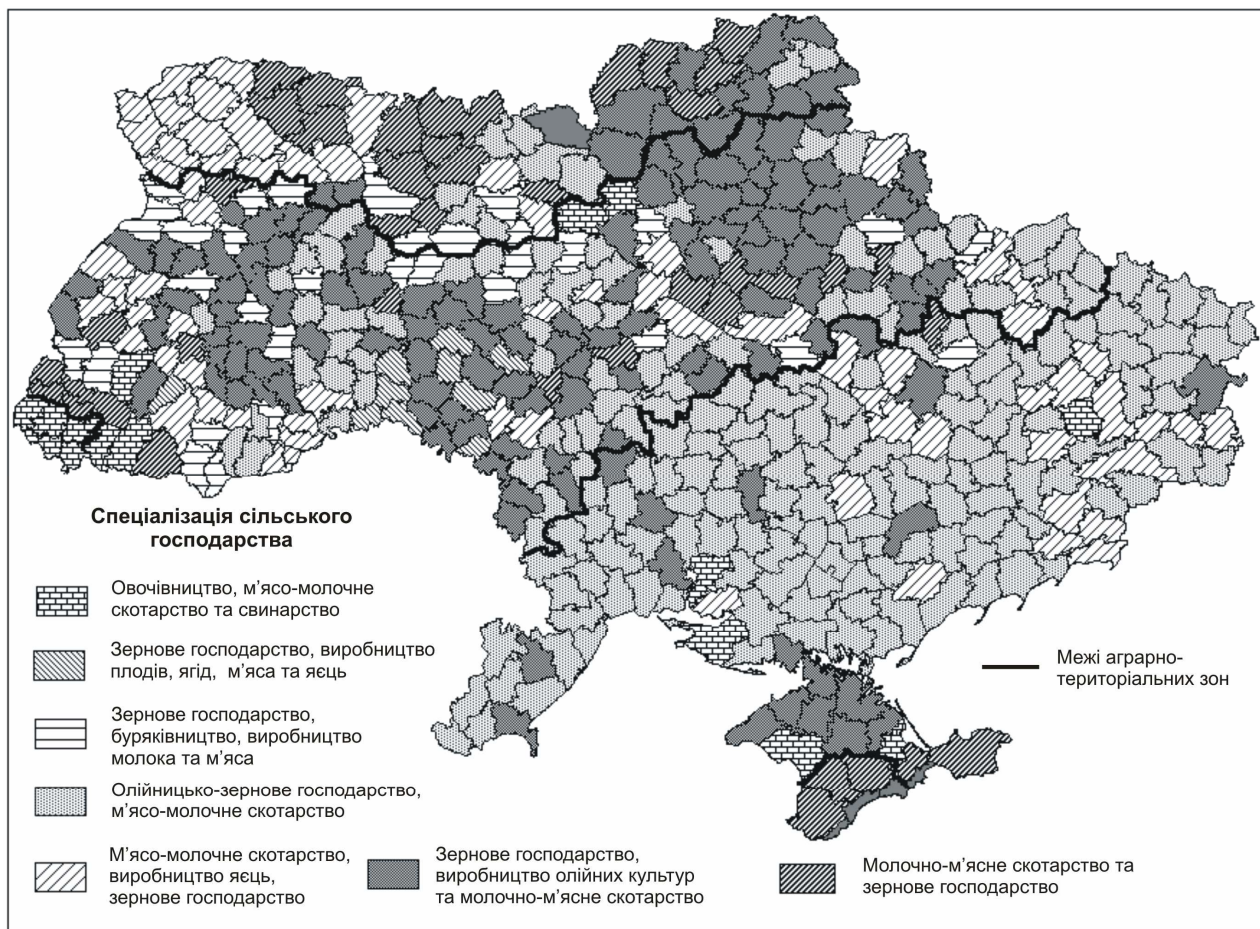 Спеціалізація сільського
господарства
Овочівництво, м’ясо-молочне
скотарство та свинарство
Зернове господарство, виробництво
плодів, ягід, м’яса та яєць
Зернове господарство,
буряківництво, виробництво
молока та м’яса
Олійницько-зернове господарство,
м’ясо-молочне скотарство
М’ясо-молочне скотарство,
виробництво яєць,
зернове господарство
Зернове господарство,
виробництво олійних культур
та молочно-м’ясне скотарство
Молочно-м’ясне скотарство та
зернове господарство
Межі аграрно-
територіальних зон